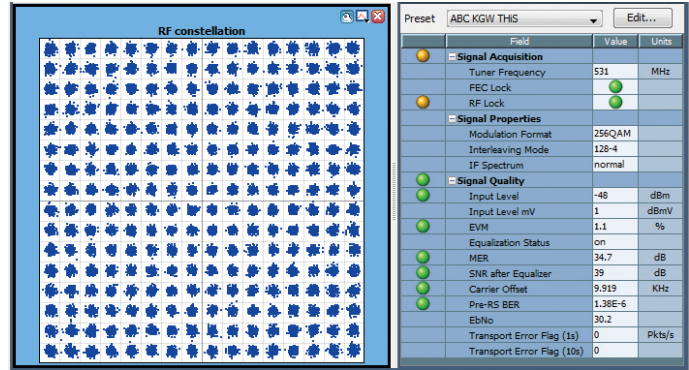 RF constellation
Preset ABC KGW THIS Edit...
Field Value Units
Signal Acquisition
Tuner Frequency 531 MHz
FEC Lock
RF Lock
Signal Properties
Modulation Format 256QAM
Interleaving Mode 128-4
IF Spectrum normal
Signal Quality
Input Level -48 dBm
Input Level mV 1 dBmV
EVM 1.1 %
Equalization Status on
MER 34.7 dB
SNR after Equalizer 39 dB
Carrier Offset 9.919 KHz
Pre-RS BER 1.38E-6
EbNo 30.2
Transport Error Flag (1s) 0 Pkts/s
Transport Error Flag (10s) 0